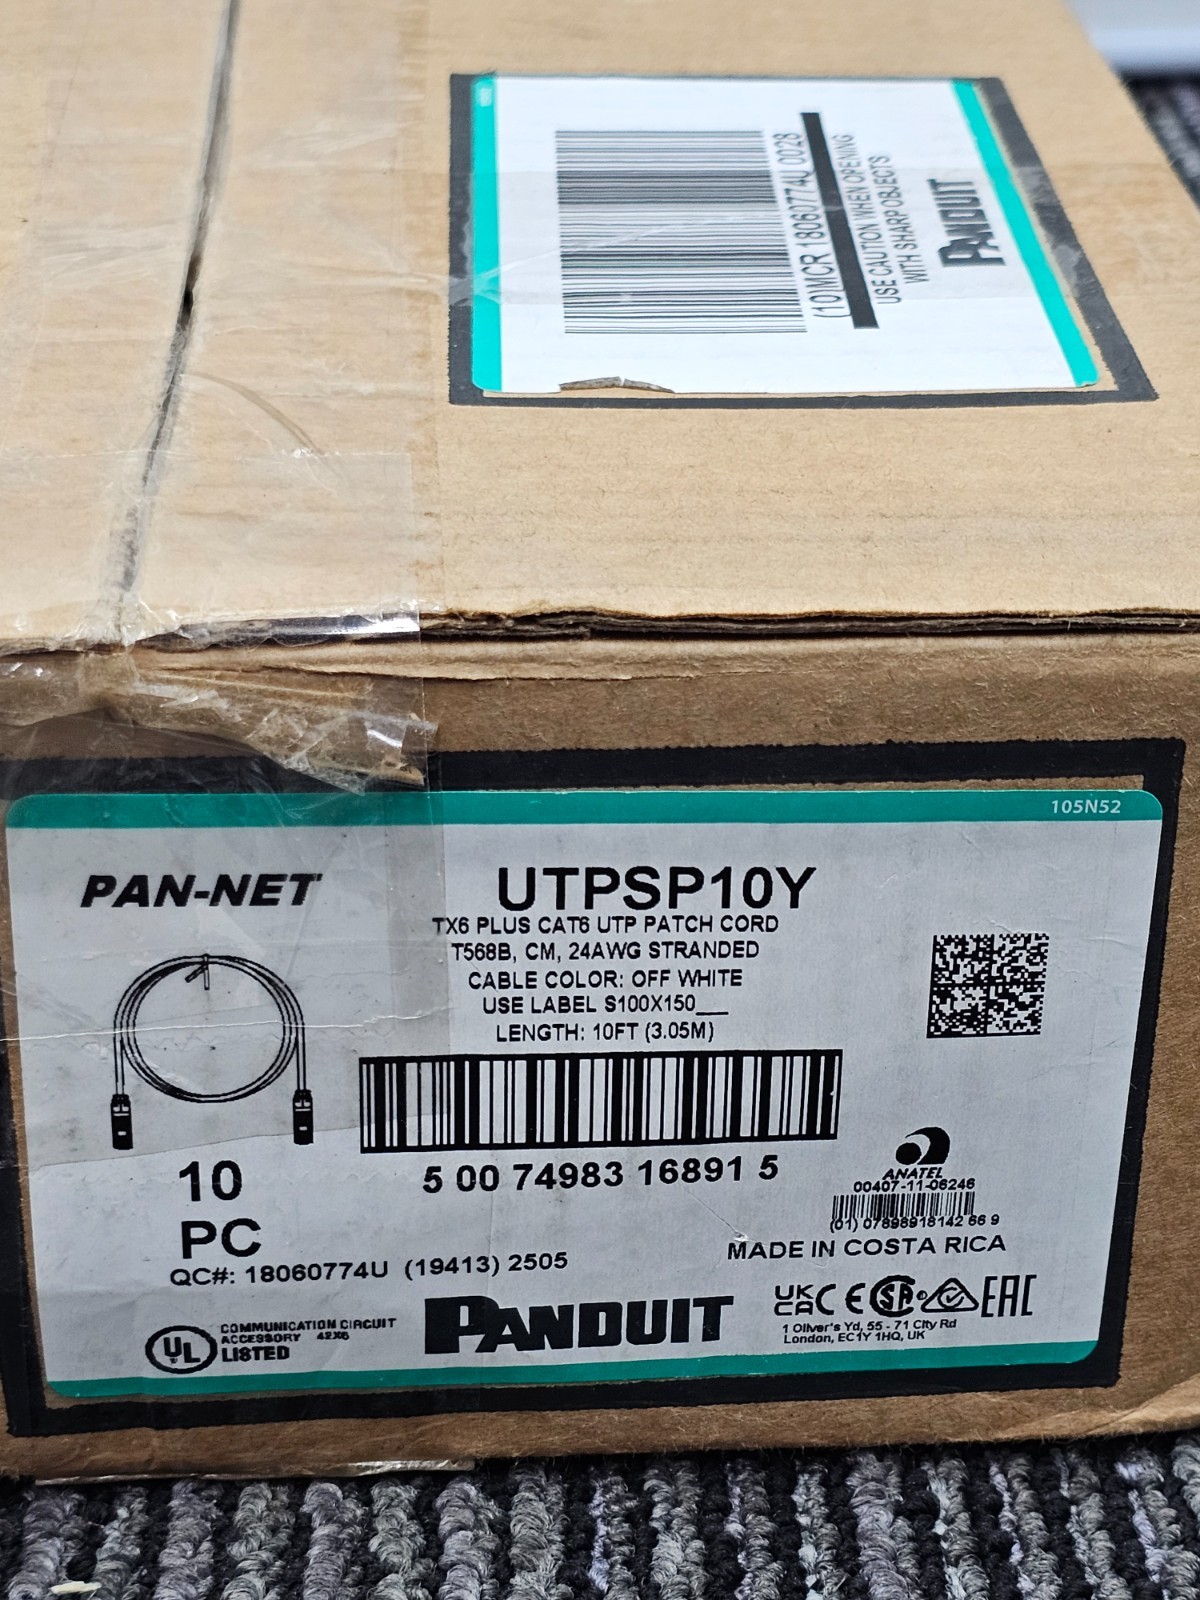 (10)MCR 18060774U 0028
USE CAUTION WHEN OPENING
WITH SHARP OBJECTS
PANDUIT
105N52
PAN-NET
UTPSP10Y
TX6 PLUS CAT6 UTP PATCH CORD
T568B, CM, 24AWG STRANDED
CABLE COLOR: OFF WHITE
USE LABEL S100X150___
LENGTH: 10FT (3.05M)
5 00 74983 16891 5
10
PC
ANATEL
00407-11-06246
(01) 07898918142 66 9
MADE IN COSTA RICA
QC#: 18060774U (19413) 2505
UL
COMMUNICATION CIRCUIT
ACCESSORY 42X6
LISTED
PANDUIT
UK
CA CE SA EAC
1 Oliver's Yd, 55 - 71 City Rd
London, EC1Y 1HQ, UK